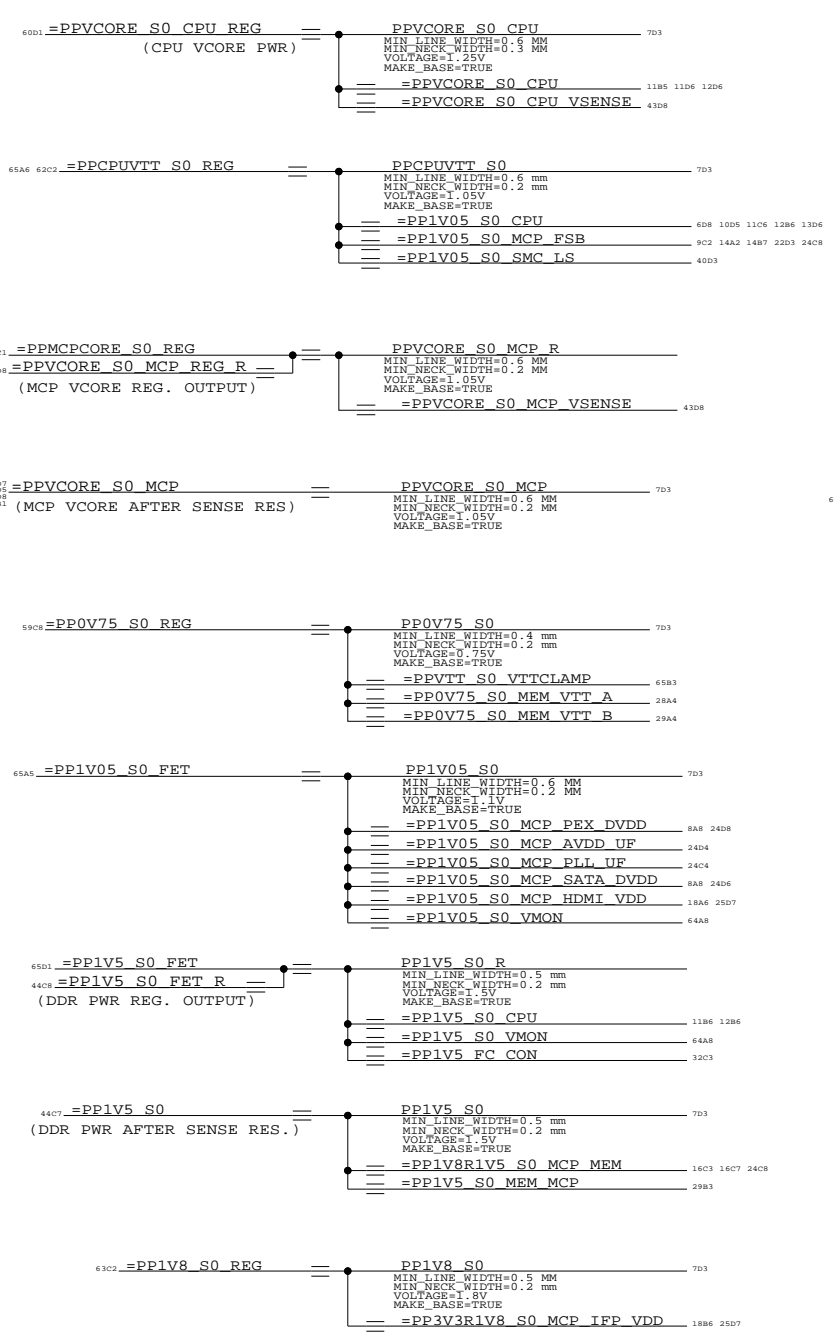 60D1 =PPVCORE_S0_CPU_REG PPVCORE_S0_CPU 7D3
(CPU VCORE PWR) MIN_LINE_WIDTH=0.6 MM
MIN_NECK_WIDTH=0.3 MM
VOLTAGE=1.25V
MAKE_BASE=TRUE
=PPVCORE_S0_CPU 11B5 11D6 12D6
=PPVCORE_S0_CPU_VSENSE 43D8
65A6 62C2 =PPCPUVTT_S0_REG PPCPUVTT_S0 7D3
MIN_LINE_WIDTH=0.6 mm
MIN_NECK_WIDTH=0.2 mm
VOLTAGE=1.05V
MAKE_BASE=TRUE
=PP1V05_S0_CPU 6D8 10D5 11C6 12B6 13D6
=PP1V05_S0_MCP_FSB 9C2 14A2 14B7 22D3 24C8
=PP1V05_S0_SMC_LS 40D3
=PPMCPCORE_S0_REG PPVCORE_S0_MCP_R
=PPVCORE_S0_MCP_REG_R MIN_LINE_WIDTH=0.6 MM
MIN_NECK_WIDTH=0.2 MM
(MCP VCORE REG. OUTPUT) VOLTAGE=1.05V
MAKE_BASE=TRUE
=PPVCORE_S0_MCP_VSENSE 43D8
=PPVCORE_S0_MCP PPVCORE_S0_MCP 7D3
(MCP VCORE AFTER SENSE RES) MIN_LINE_WIDTH=0.6 MM 6
MIN_NECK_WIDTH=0.2 MM
VOLTAGE=1.05V
MAKE_BASE=TRUE
59C8 =PP0V75_S0_REG PP0V75_S0 7D3
MIN_LINE_WIDTH=0.4 mm
MIN_NECK_WIDTH=0.2 mm
VOLTAGE=0.75V
MAKE_BASE=TRUE
=PPVTT_S0_VTTCLAMP 65B3
=PP0V75_S0_MEM_VTT_A 28A4
=PP0V75_S0_MEM_VTT_B 29A4
65A5 =PP1V05_S0_FET PP1V05_S0 7D3
MIN_LINE_WIDTH=0.6 MM
MIN_NECK_WIDTH=0.2 MM
VOLTAGE=1.1V
MAKE_BASE=TRUE
=PP1V05_S0_MCP_PEX_DVDD 8A8 24D8
=PP1V05_S0_MCP_AVDD_UF 24D4
=PP1V05_S0_MCP_PLL_UF 24C4
=PP1V05_S0_MCP_SATA_DVDD 8A8 24D6
=PP1V05_S0_MCP_HDMI_VDD 18A6 25D7
=PP1V05_S0_VMON 64A8
65D1 =PP1V5_S0_FET PP1V5_S0_R
44C8 =PP1V5_S0_FET_R MIN_LINE_WIDTH=0.5 mm
MIN_NECK_WIDTH=0.2 mm
(DDR PWR REG. OUTPUT) VOLTAGE=1.5V
MAKE_BASE=TRUE
=PP1V5_S0_CPU 11B6 12B6
=PP1V5_S0_VMON 64A8
=PP1V5_FC_CON 32C3
44C7 =PP1V5_S0 PP1V5_S0 7D3
(DDR PWR AFTER SENSE RES.) MIN_LINE_WIDTH=0.5 mm
MIN_NECK_WIDTH=0.2 mm
VOLTAGE=1.5V
MAKE_BASE=TRUE
=PP1V8R1V5_S0_MCP_MEM 16C3 16C7 24C8
=PP1V5_S0_MEM_MCP 29B3
63C2 =PP1V8_S0_REG PP1V8_S0 7D3
MIN_LINE_WIDTH=0.5 MM
MIN_NECK_WIDTH=0.2 mm
VOLTAGE=1.8V
MAKE_BASE=TRUE
=PP3V3R1V8_S0_MCP_IFP_VDD 18B6 25D7